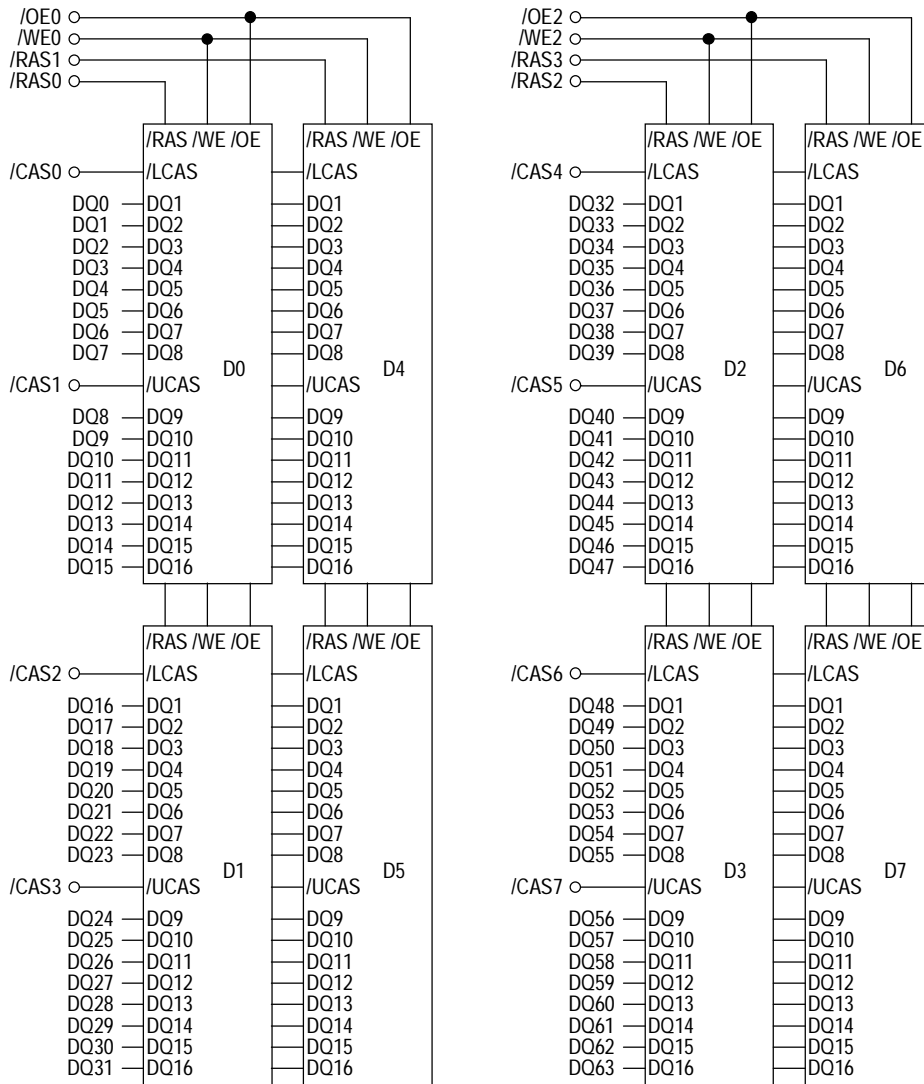 /OE0 /OE2
/WE0 /WE2
/RAS1 /RAS3
/RAS0 /RAS2
/RAS /WE /OE /RAS /WE /OE /RAS /WE /OE /RAS /WE /OE
/CAS0 /LCAS /LCAS /CAS4 /LCAS /LCAS
DQ0 DQ1 DQ1 DQ32 DQ1 DQ1
DQ1 DQ2 DQ2 DQ33 DQ2 DQ2
DQ2 DQ3 DQ3 DQ34 DQ3 DQ3
DQ3 DQ4 DQ4 DQ35 DQ4 DQ4
DQ4 DQ5 DQ5 DQ36 DQ5 DQ5
DQ5 DQ6 DQ6 DQ37 DQ6 DQ6
DQ6 DQ7 DQ7 DQ38 DQ7 DQ7
DQ7 DQ8 DQ8 DQ39 DQ8 DQ8
D0 D4 D2 D6
/CAS1 /UCAS /UCAS /CAS5 /UCAS /UCAS
DQ8 DQ9 DQ9 DQ40 DQ9 DQ9
DQ9 DQ10 DQ10 DQ41 DQ10 DQ10
DQ10 DQ11 DQ11 DQ42 DQ11 DQ11
DQ11 DQ12 DQ12 DQ43 DQ12 DQ12
DQ12 DQ13 DQ13 DQ44 DQ13 DQ13
DQ13 DQ14 DQ14 DQ45 DQ14 DQ14
DQ14 DQ15 DQ15 DQ46 DQ15 DQ15
DQ15 DQ16 DQ16 DQ47 DQ16 DQ16
/RAS /WE /OE /RAS /WE /OE /RAS /WE /OE /RAS /WE /OE
/CAS2 /LCAS /LCAS /CAS6 /LCAS /LCAS
DQ16 DQ1 DQ1 DQ48 DQ1 DQ1
DQ17 DQ2 DQ2 DQ49 DQ2 DQ2
DQ18 DQ3 DQ3 DQ50 DQ3 DQ3
DQ19 DQ4 DQ4 DQ51 DQ4 DQ4
DQ20 DQ5 DQ5 DQ52 DQ5 DQ5
DQ21 DQ6 DQ6 DQ53 DQ6 DQ6
DQ22 DQ7 DQ7 DQ54 DQ7 DQ7
DQ23 DQ8 DQ8 DQ55 DQ8 DQ8
D1 D5 D3 D7
/CAS3 /UCAS /UCAS /CAS7 /UCAS /UCAS
DQ24 DQ9 DQ9 DQ56 DQ9 DQ9
DQ25 DQ10 DQ10 DQ57 DQ10 DQ10
DQ26 DQ11 DQ11 DQ58 DQ11 DQ11
DQ27 DQ12 DQ12 DQ59 DQ12 DQ12
DQ28 DQ13 DQ13 DQ60 DQ13 DQ13
DQ29 DQ14 DQ14 DQ61 DQ14 DQ14
DQ30 DQ15 DQ15 DQ62 DQ15 DQ15
DQ31 DQ16 DQ16 DQ63 DQ16 DQ16